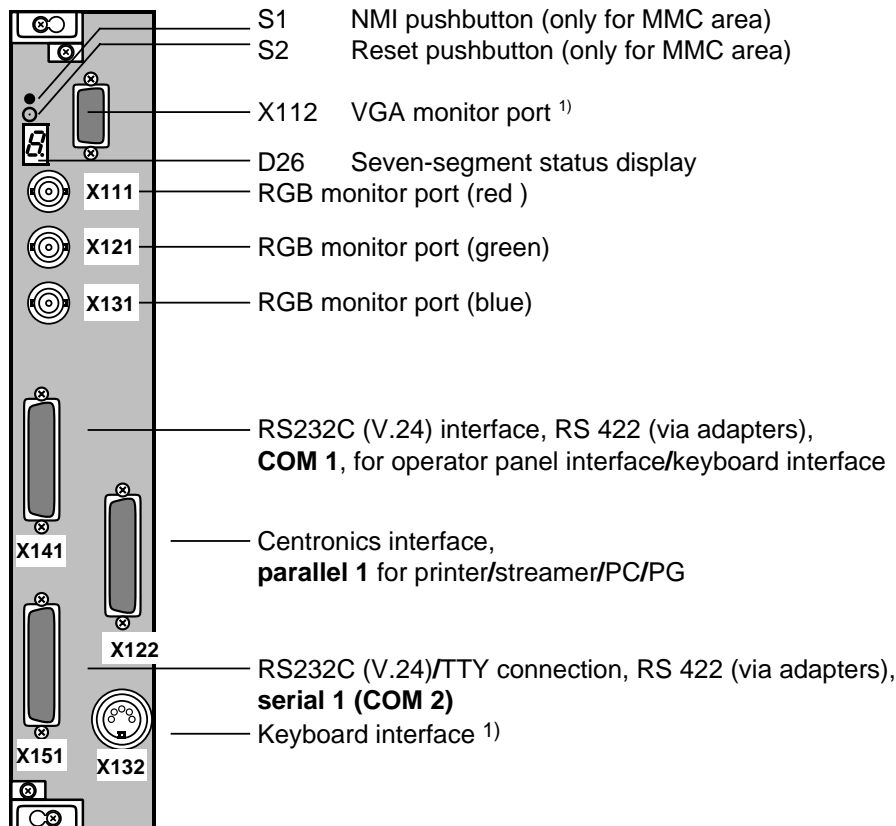 S1 NMI pushbutton (only for MMC area)
S2 Reset pushbutton (only for MMC area)
X112 VGA monitor port 1)
D26 Seven-segment status display
8.
X111 RGB monitor port (red )
X121 RGB monitor port (green)
X131 RGB monitor port (blue)
RS232C (V.24) interface, RS 422 (via adapters),
COM 1, for operator panel interface/keyboard interface
X141
Centronics interface,
parallel 1 for printer/streamer/PC/PG
X122
RS232C (V.24)/TTY connection, RS 422 (via adapters),
serial 1 (COM 2)
Keyboard interface 1)
X151
X132